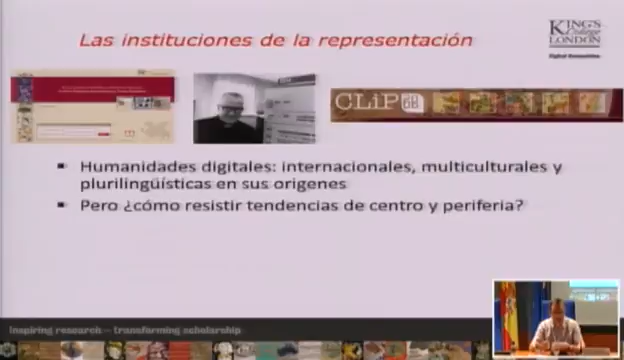 Las instituciones de la representación
KING'S
College
LONDON
Digital Humanities
CLiP
Humanidades digitales: internacionales, multiculturales y
plurilingüísticas en sus origenes
Pero ¿cómo resistir tendencias de centro y periferia?
Inspiring research – transforming scholarship